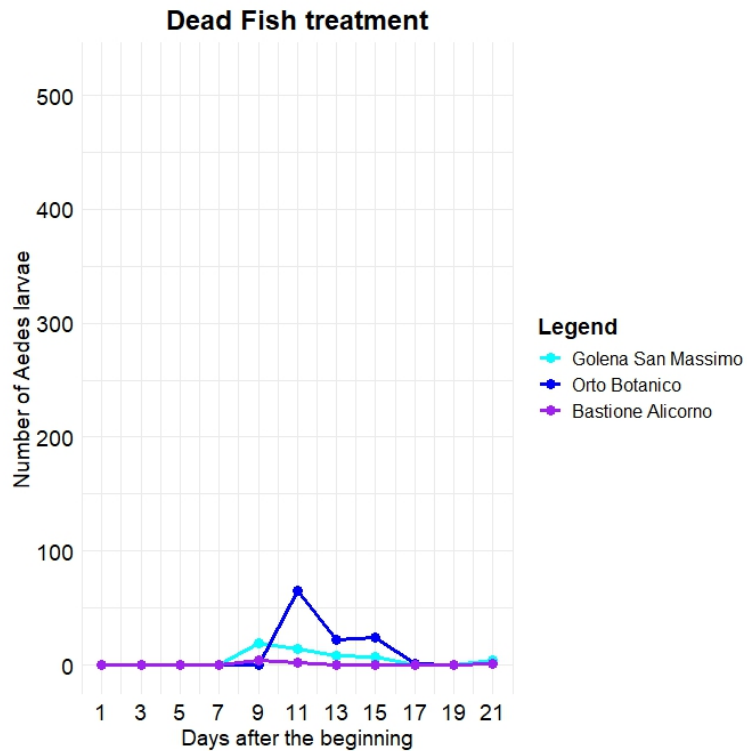 Dead Fish treatment
500
400
300
200
100
0
Number of Aedes larvae
1 3 5 7 9 11 13 15 17 19 21
Days after the beginning
Legend
Golena San Massimo
Orto Botanico
Bastione Alicorno